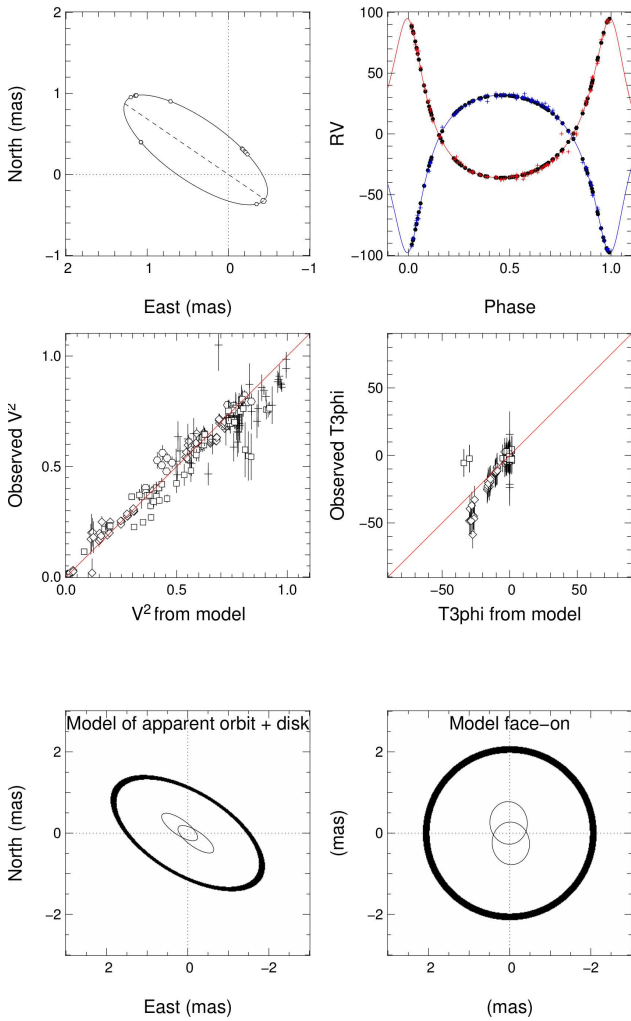 2
1
0
−1
North (mas)
2
1
0
−1
East (mas)
100
50
0
−50
−100
RV
0.0
0.5
1.0
Phase
1.0
0.5
0.0
Observed V²
0.0
0.5
1.0
V² from model
50
0
−50
Observed T3phi
−50
0
50
T3phi from model
Model of apparent orbit + disk
2
0
−2
North (mas)
2
0
−2
East (mas)
Model face−on
2
0
−2
(mas)
2
0
−2
(mas)